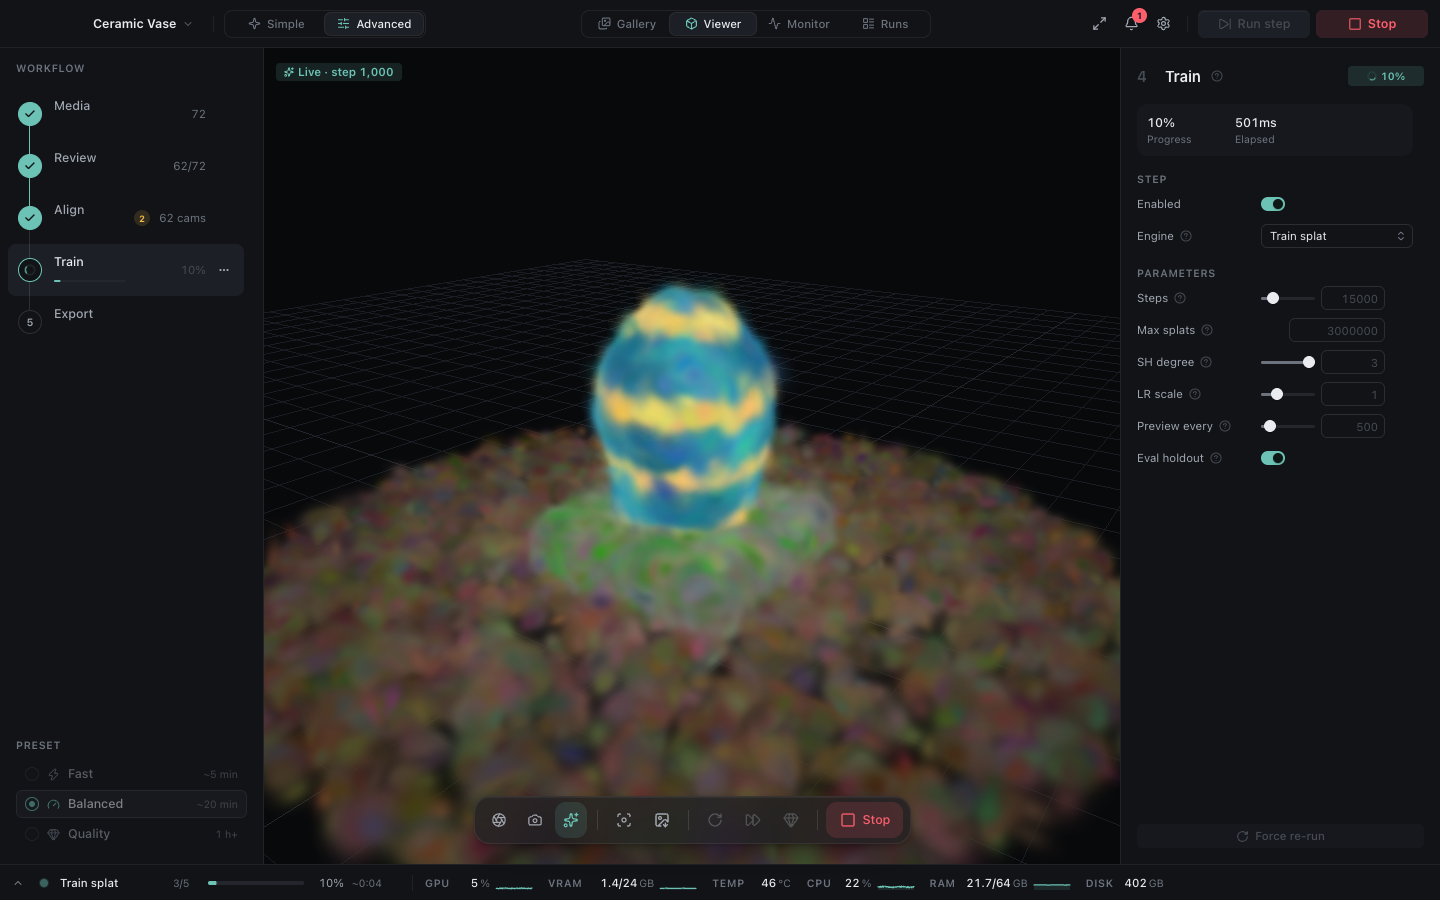 Ceramic Vase
Simple
Advanced
Gallery
Viewer
Monitor
Runs
1
Run step
Stop
WORKFLOW
Media
72
Review
62/72
Align
2
62 cams
Train
10%
5
Export
PRESET
Fast
~5 min
Balanced
~20 min
Quality
1 h+
Live · step 1,000
Stop
4 Train
10%
10%
Progress
501ms
Elapsed
STEP
Enabled
Engine
Train splat
PARAMETERS
Steps
15000
Max splats
3000000
SH degree
3
LR scale
1
Preview every
500
Eval holdout
Force re-run
Train splat
3/5
10% ~0:04
GPU 5 %
VRAM 1.4/24 GB
TEMP 46 °C
CPU 22 %
RAM 21.7/64 GB
DISK 402 GB